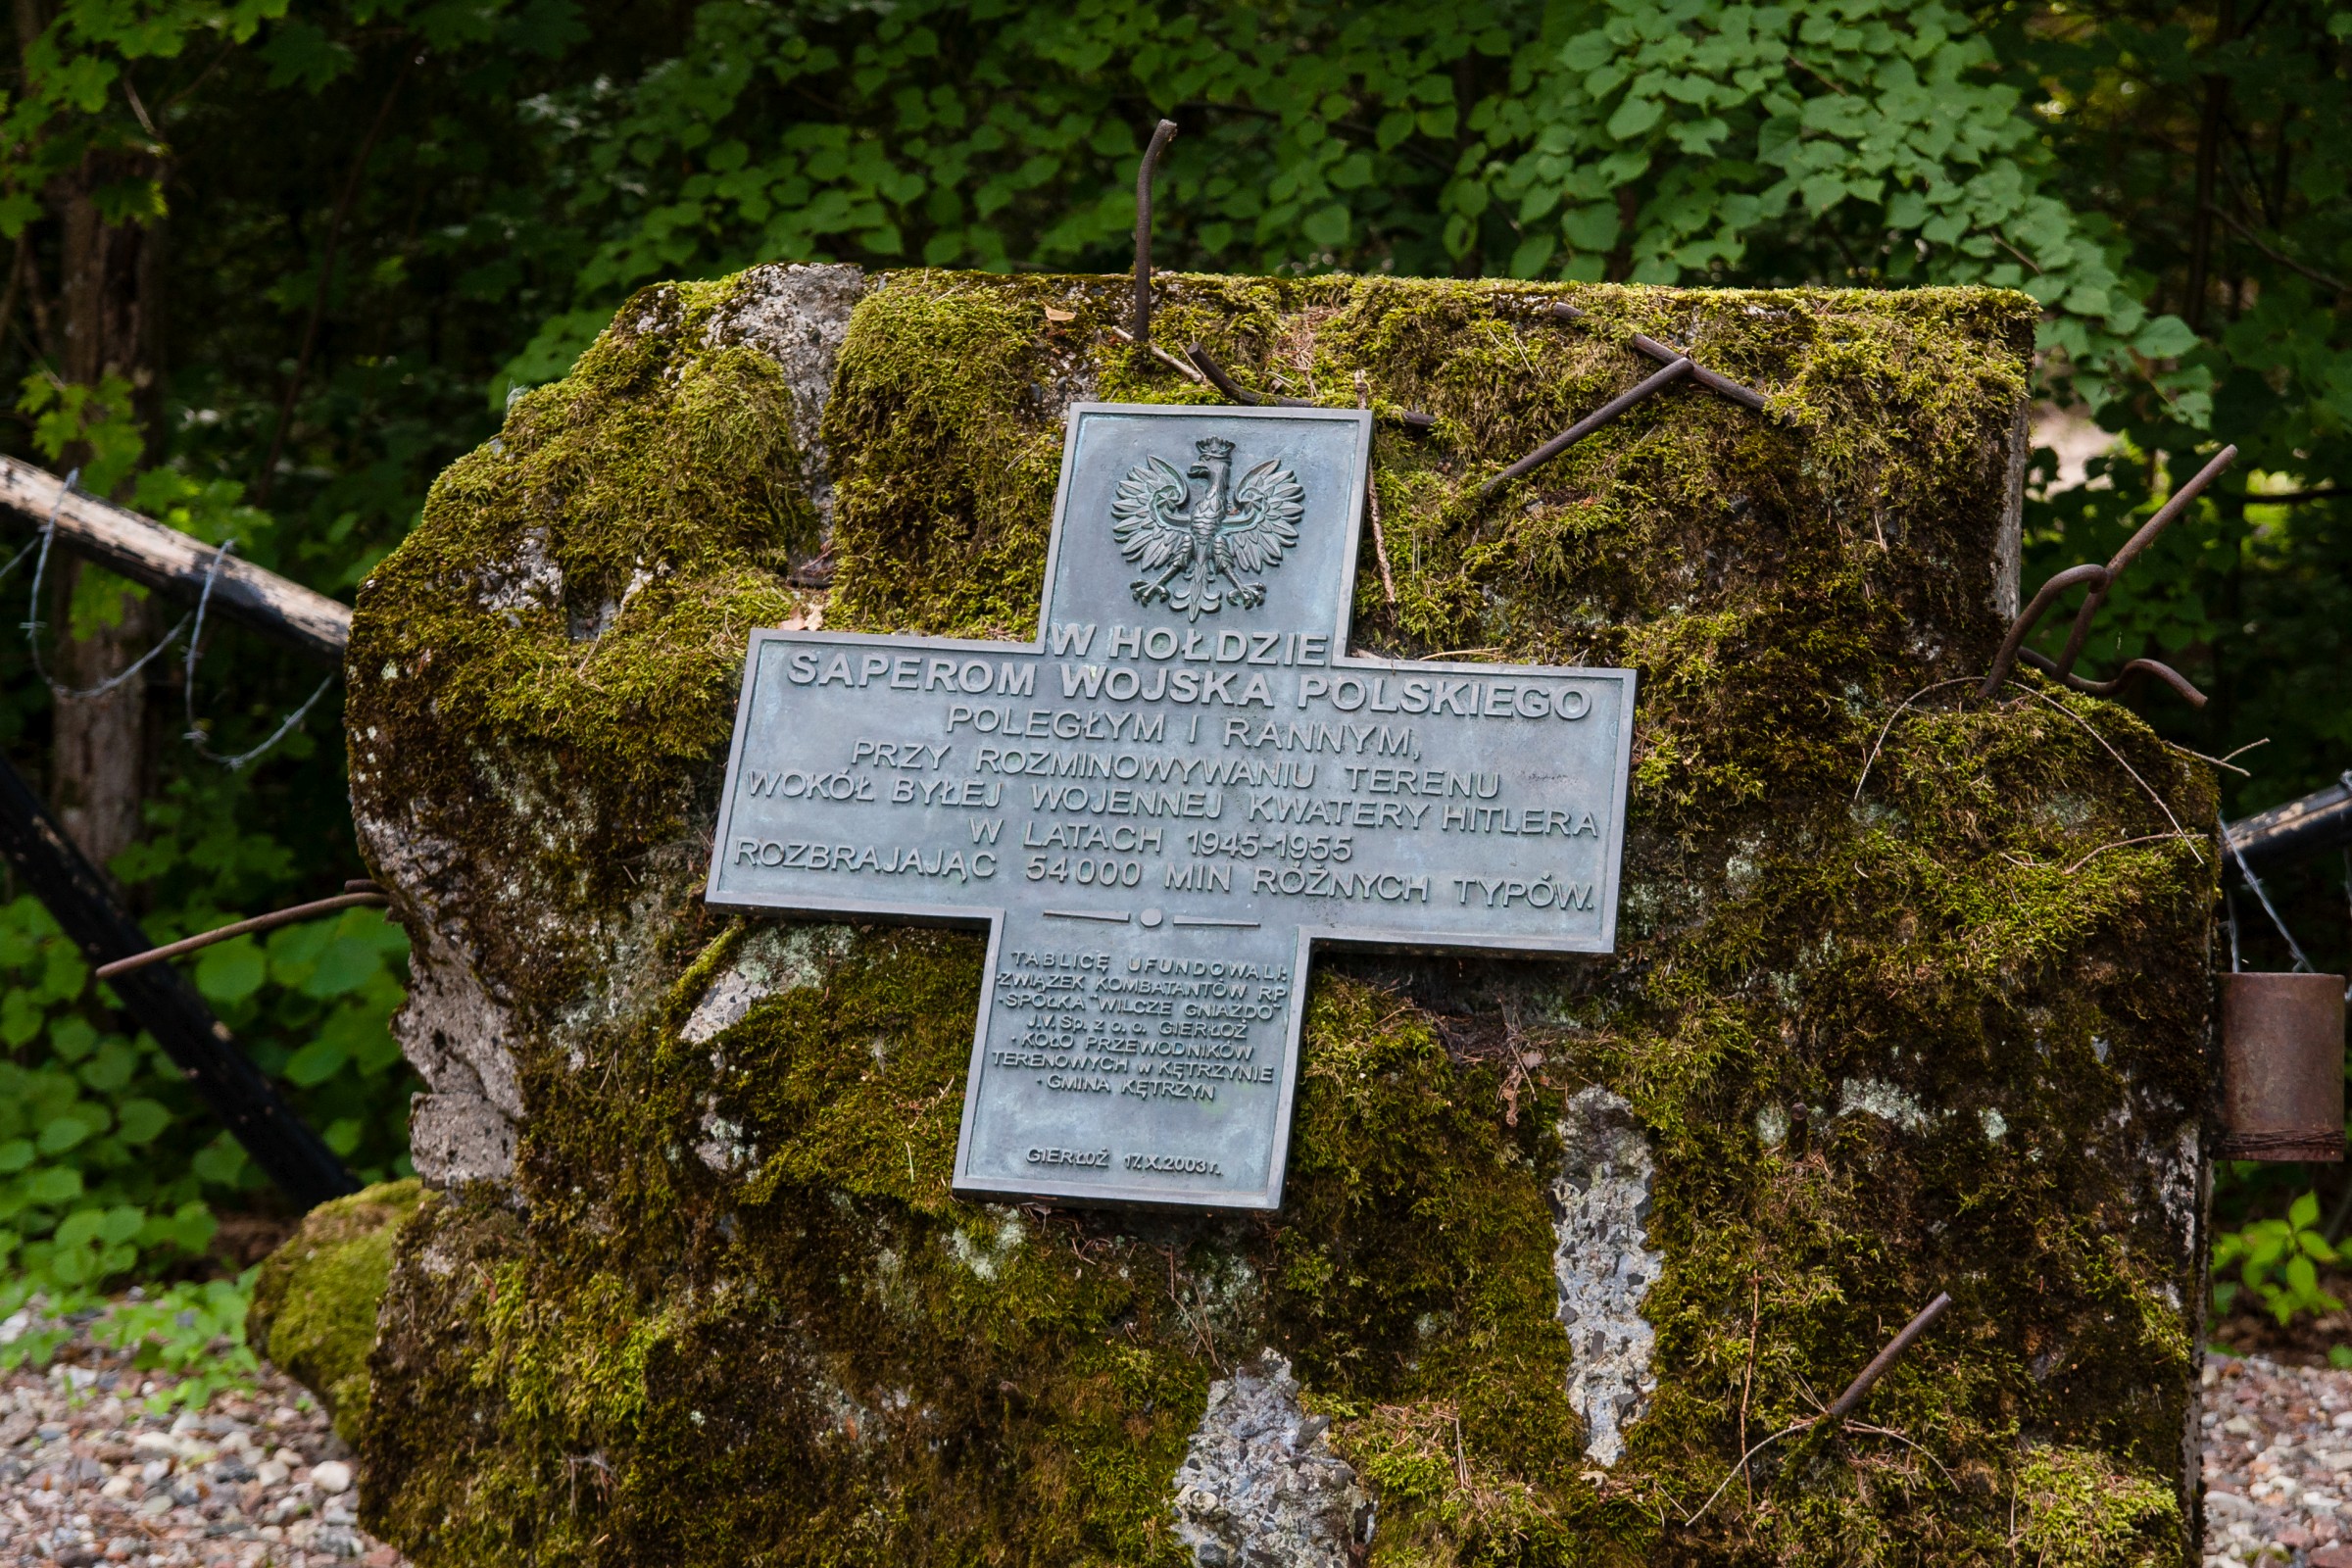 W HOŁDZIE
SAPEROM WOJSKA POLSKIEGO
POLEGŁYM I RANNYM,
PRZY ROZMINOWYWANIU TERENU
WOKÓŁ BYŁEJ WOJENNEJ KWATERY HITLERA
W LATACH 1945-1955
ROZBRAJAJĄC 54000 MIN RÓŻNYCH TYPÓW.
TABLICĘ UFUNDOWALI:
·ZWIĄZEK KOMBATANTÓW RP
·SPÓŁKA "WILCZE GNIAZDO"
J.V. Sp. z o. o. GIERŁOŻ
· KOŁO PRZEWODNIKÓW
TERENOWYCH w KĘTRZYNIE
· GMINA KĘTRZYN
GIERŁOŻ 17.X.2003 r.